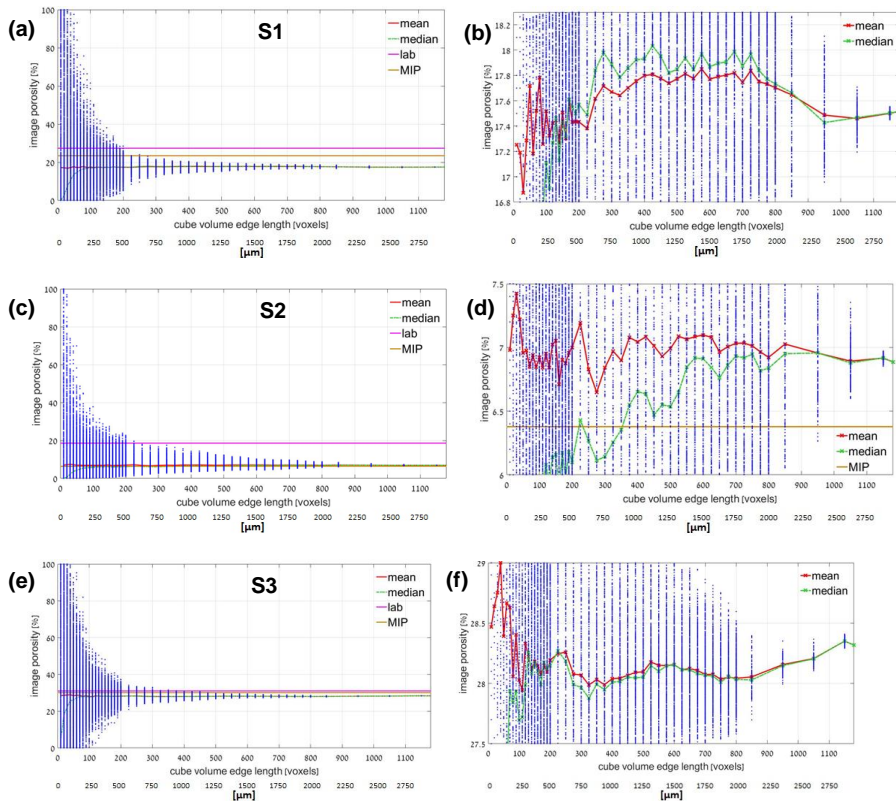 (a)
S1
mean
median
lab
MIP
image porosity [%]
100
80
60
40
20
0
0 100 200 300 400 500 600 700 800 900 1000 1100
cube volume edge length [voxels]
0 250 500 750 1000 1250 1500 1750 2000 2250 2500 2750
[µm]
(b)
mean
median
image porosity [%]
18.2
18
17.8
17.6
17.4
17.2
17
16.8
0 100 200 300 400 500 600 700 800 900 1000 1100
cube volume edge length [voxels]
0 250 500 750 1000 1250 1500 1750 2000 2250 2500 2750
[µm]
(c)
S2
mean
median
lab
MIP
image porosity [%]
100
80
60
40
20
0
0 100 200 300 400 500 600 700 800 900 1000 1100
cube volume edge length [voxels]
0 250 500 750 1000 1250 1500 1750 2000 2250 2500 2750
[µm]
(d)
mean
median
MIP
image porosity [%]
7.5
7
6.5
6
0 100 200 300 400 500 600 700 800 900 1000 1100
cube volume edge length [voxels]
0 250 500 750 1000 1250 1500 1750 2000 2250 2500 2750
[µm]
(e)
S3
mean
median
lab
MIP
image porosity [%]
100
80
60
40
20
0
0 100 200 300 400 500 600 700 800 900 1000 1100
cube volume edge length [voxels]
0 250 500 750 1000 1250 1500 1750 2000 2250 2500 2750
[µm]
(f)
mean
median
image porosity [%]
29
28.5
28
27.5
0 100 200 300 400 500 600 700 800 900 1000 1100
cube volume edge length [voxels]
0 250 500 750 1000 1250 1500 1750 2000 2250 2500 2750
[µm]